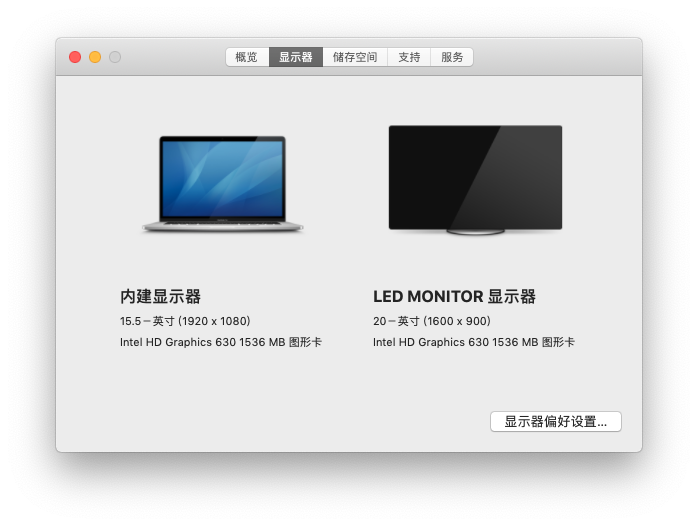 概览 显示器 储存空间 支持 服务
内建显示器
15.5－英寸 (1920 x 1080)
Intel HD Graphics 630 1536 MB 图形卡
LED MONITOR 显示器
20－英寸 (1600 x 900)
Intel HD Graphics 630 1536 MB 图形卡
显示器偏好设置...